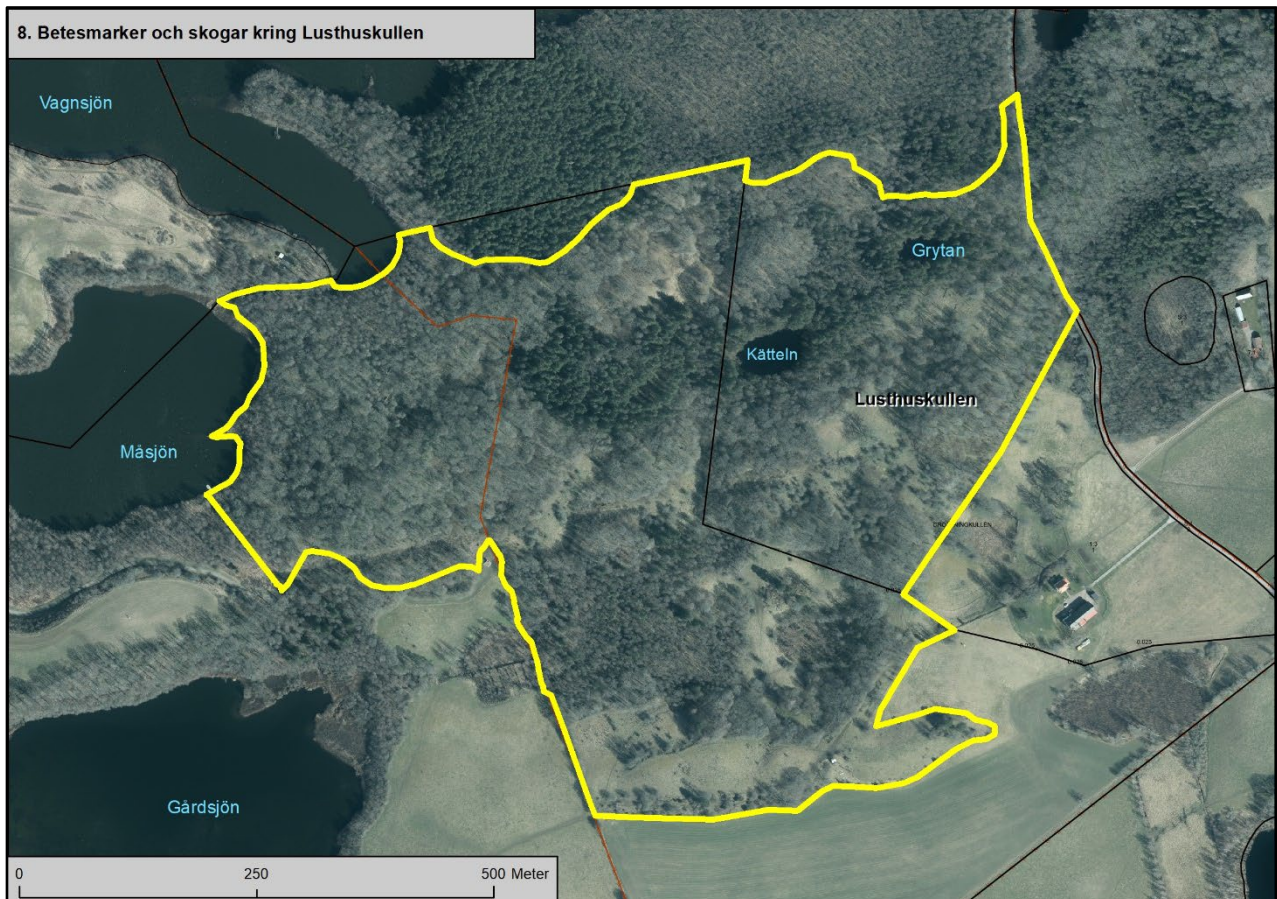 8. Betesmarker och skogar kring Lusthuskullen
Vagnsjön
Grytan
Kätteln
Lusthuskullen
Måsjön
Gårdsjön
0 250 500 Meter